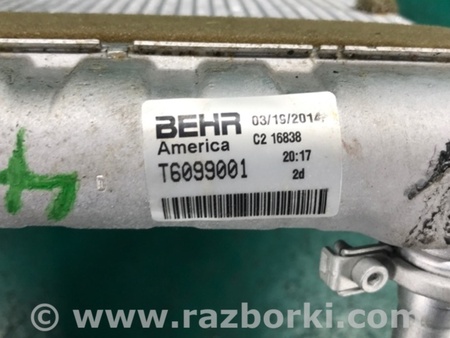 BEHR 03/19/2014
America C2 16838
T6099001 20:17
2d
© www.razborki.com